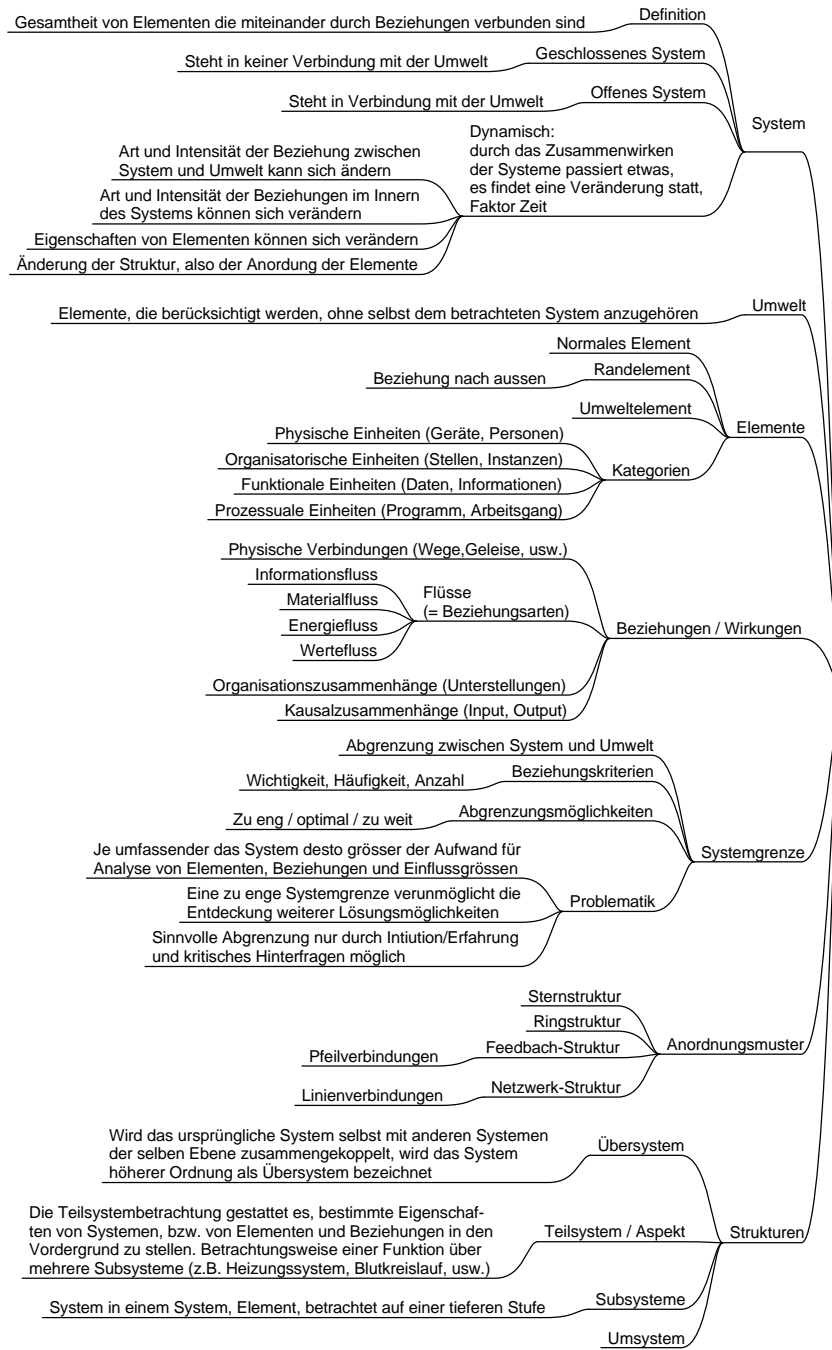 Definition
Gesamtheit von Elementen die miteinander durch Beziehungen verbunden sind
Geschlossenes System
Steht in keiner Verbindung mit der Umwelt
Offenes System
Steht in Verbindung mit der Umwelt
System
Dynamisch:
durch das Zusammenwirken
der Systeme passiert etwas,
es findet eine Veränderung statt,
Faktor Zeit
Art und Intensität der Beziehung zwischen
System und Umwelt kann sich ändern
Art und Intensität der Beziehungen im Innern
des Systems können sich verändern
Eigenschaften von Elementen können sich verändern
Änderung der Struktur, also der Anordung der Elemente
Umwelt
Elemente, die berücksichtigt werden, ohne selbst dem betrachteten System anzugehören
Normales Element
Randelement
Beziehung nach aussen
Umweltelement
Elemente
Physische Einheiten (Geräte, Personen)
Organisatorische Einheiten (Stellen, Instanzen)
Kategorien
Funktionale Einheiten (Daten, Informationen)
Prozessuale Einheiten (Programm, Arbeitsgang)
Physische Verbindungen (Wege,Geleise, usw.)
Informationsfluss
Materialfluss
Energiefluss
Wertefluss
Flüsse
(= Beziehungsarten)
Beziehungen / Wirkungen
Organisationszusammenhänge (Unterstellungen)
Kausalzusammenhänge (Input, Output)
Abgrenzung zwischen System und Umwelt
Beziehungskriterien
Wichtigkeit, Häufigkeit, Anzahl
Abgrenzungsmöglichkeiten
Zu eng / optimal / zu weit
Systemgrenze
Je umfassender das System desto grösser der Aufwand für
Analyse von Elementen, Beziehungen und Einflussgrössen
Problematik
Eine zu enge Systemgrenze verunmöglicht die
Entdeckung weiterer Lösungsmöglichkeiten
Sinnvolle Abgrenzung nur durch Intiution/Erfahrung
und kritisches Hinterfragen möglich
Sternstruktur
Ringstruktur
Anordnungsmuster
Feedbach-Struktur
Pfeilverbindungen
Netzwerk-Struktur
Linienverbindungen
Übersystem
Wird das ursprüngliche System selbst mit anderen Systemen
der selben Ebene zusammengekoppelt, wird das System
höherer Ordnung als Übersystem bezeichnet
Strukturen
Teilsystem / Aspekt
Die Teilsystembetrachtung gestattet es, bestimmte Eigenschaf-
ten von Systemen, bzw. von Elementen und Beziehungen in den
Vordergrund zu stellen. Betrachtungsweise einer Funktion über
mehrere Subsysteme (z.B. Heizungssystem, Blutkreislauf, usw.)
Subsysteme
System in einem System, Element, betrachtet auf einer tieferen Stufe
Umsystem